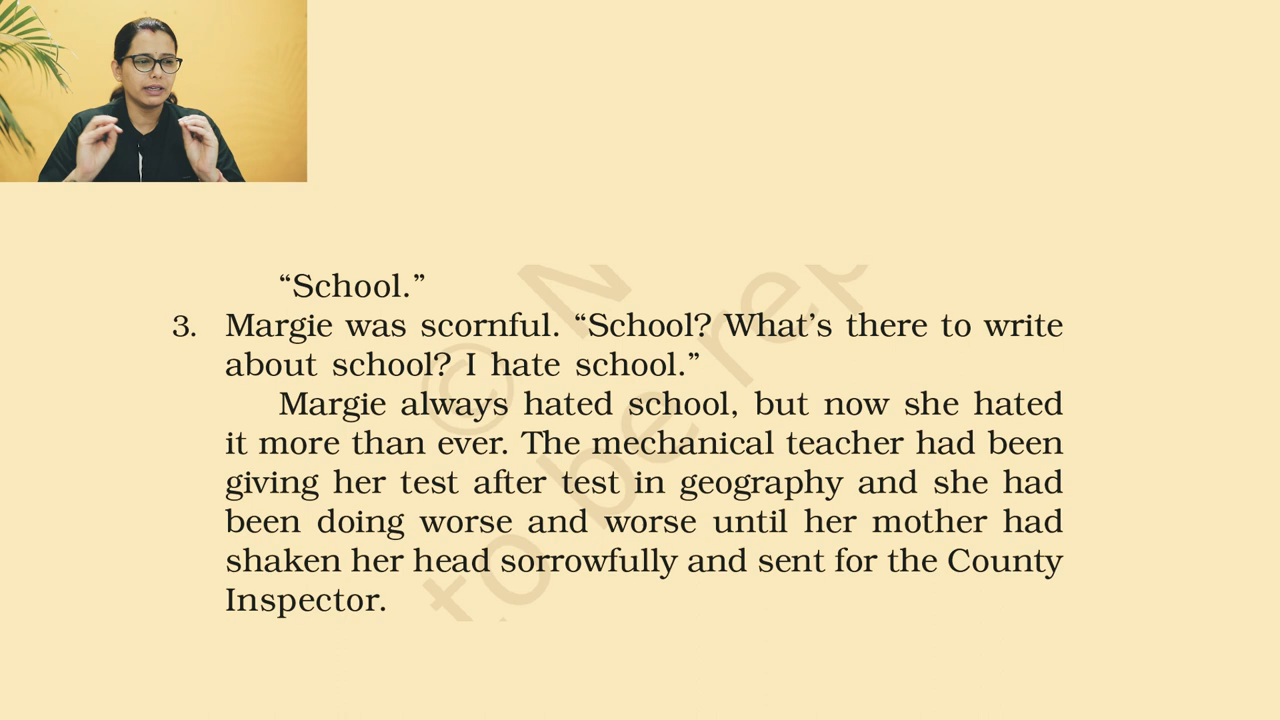 “School.”
3. Margie was scornful. “School? What’s there to write
about school? I hate school.”
Margie always hated school, but now she hated
it more than ever. The mechanical teacher had been
giving her test after test in geography and she had
been doing worse and worse until her mother had
shaken her head sorrowfully and sent for the County
Inspector.
© N
to be rep